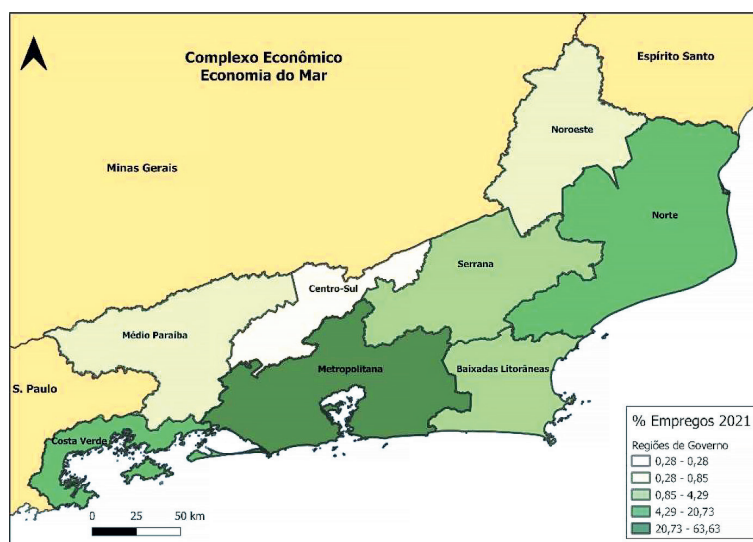 Complexo Econômico
Economia do Mar
Espírito Santo
Noroeste
Minas Gerais
Norte
Serrana
Centro-Sul
Médio Paraíba
Metropolitana
Baixadas Litorâneas
S. Paulo
Costa Verde
0 25 50 km
% Empregos 2021
Regiões de Governo
0,28 - 0,28
0,28 - 0,85
0,85 - 4,29
4,29 - 20,73
20,73 - 63,63